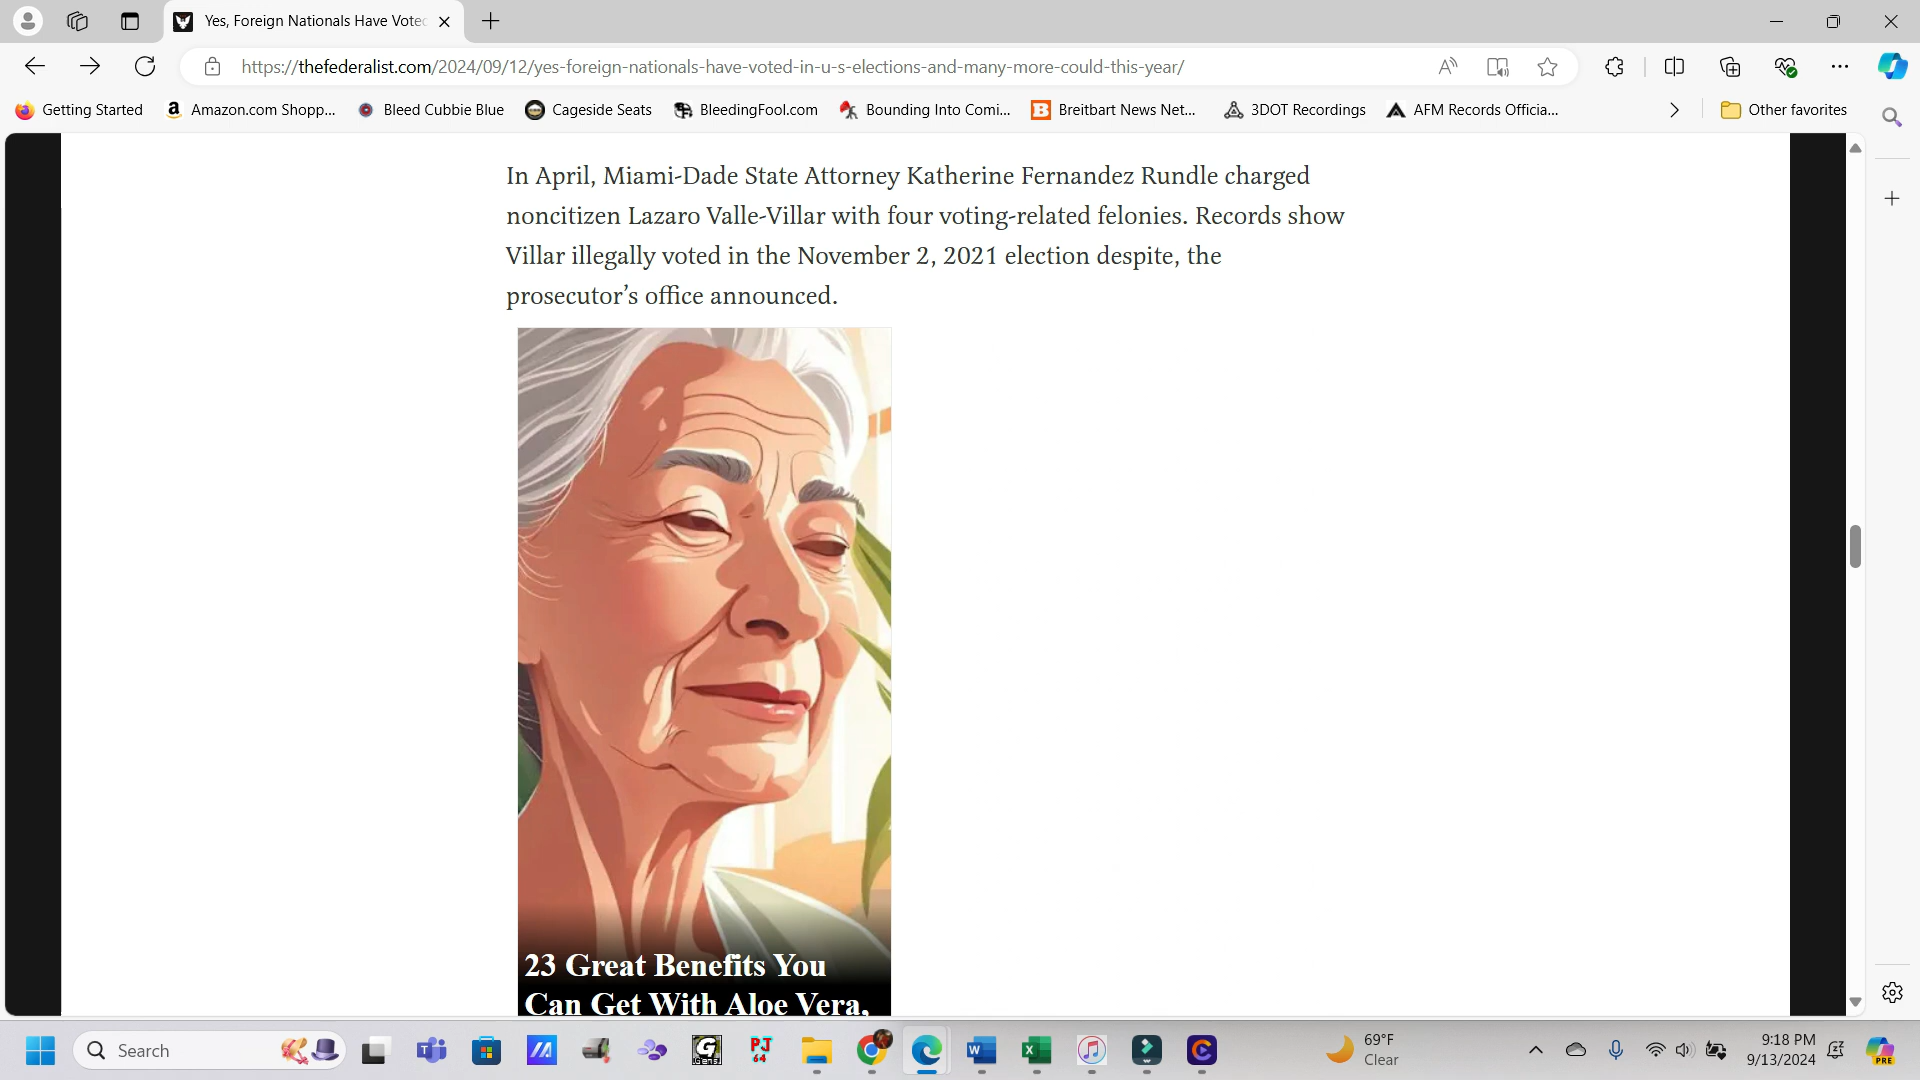 Yes, Foreign Nationals Have Votec
https://thefederalist.com/2024/09/12/yes-foreign-nationals-have-voted-in-u-s-elections-and-many-more-could-this-year/
Getting Started
Amazon.com Shopp...
Bleed Cubbie Blue
Cageside Seats
BleedingFool.com
Bounding Into Comi...
Breitbart News Net...
3DOT Recordings
AFM Records Officia...
Other favorites
In April, Miami-Dade State Attorney Katherine Fernandez Rundle charged
noncitizen Lazaro Valle-Villar with four voting-related felonies. Records show
Villar illegally voted in the November 2, 2021 election despite, the
prosecutor’s office announced.
23 Great Benefits You
Can Get With Aloe Vera,
Search
PJ
64
69°F
Clear
9:18 PM
9/13/2024
PRE